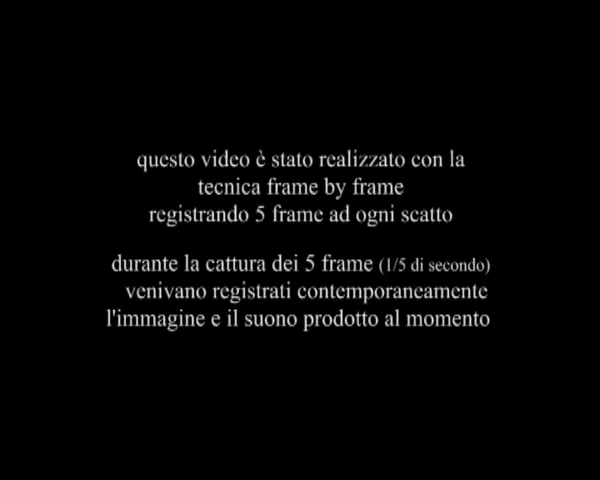 questo video è stato realizzato con la
tecnica frame by frame
registrando 5 frame ad ogni scatto
durante la cattura dei 5 frame (1/5 di secondo)
venivano registrati contemporaneamente
l'immagine e il suono prodotto al momento